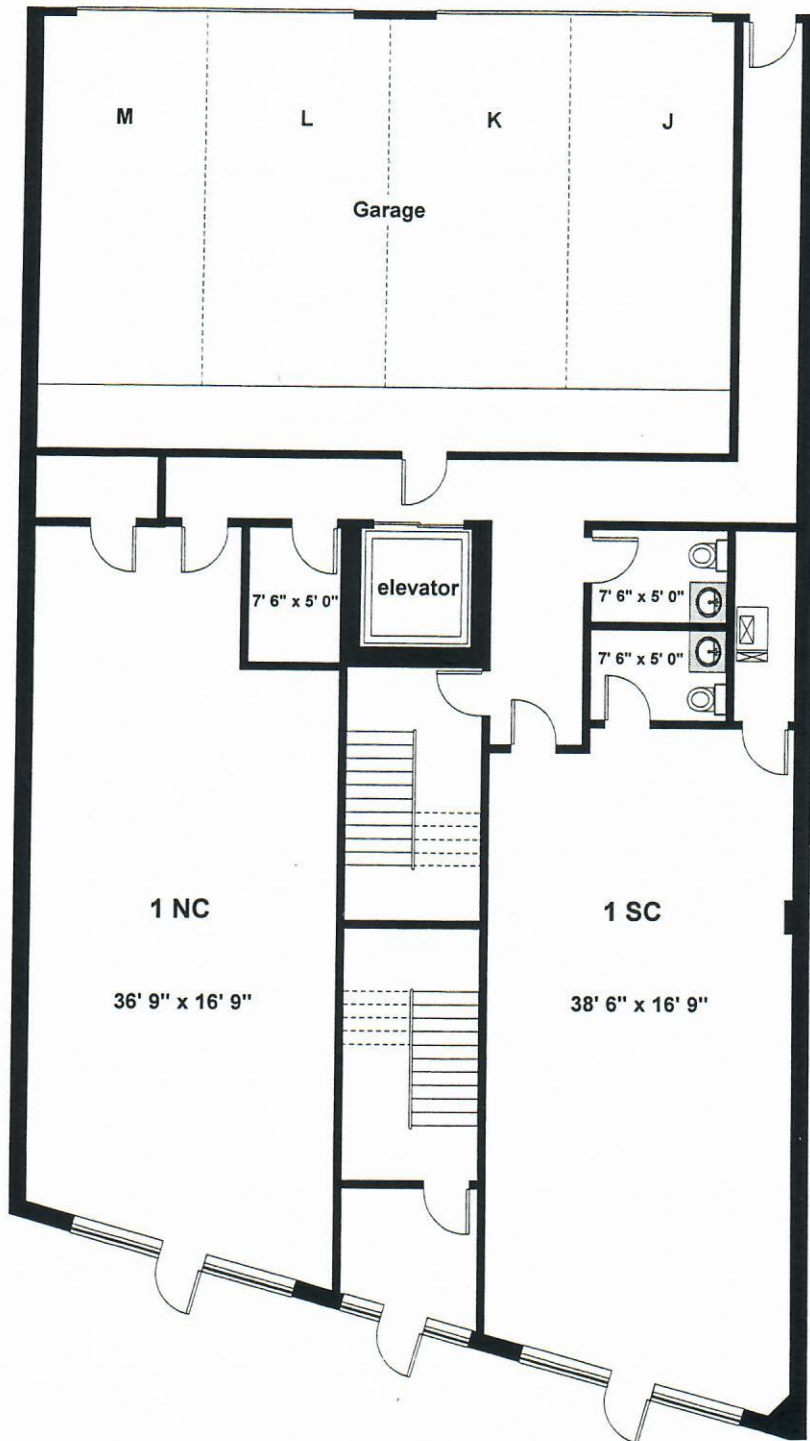 M
L
K
J
Garage
7' 6" x 5' 0"
elevator
7' 6" x 5' 0"
7' 6" x 5' 0"
1 NC
1 SC
36' 9" x 16' 9"
38' 6" x 16' 9"